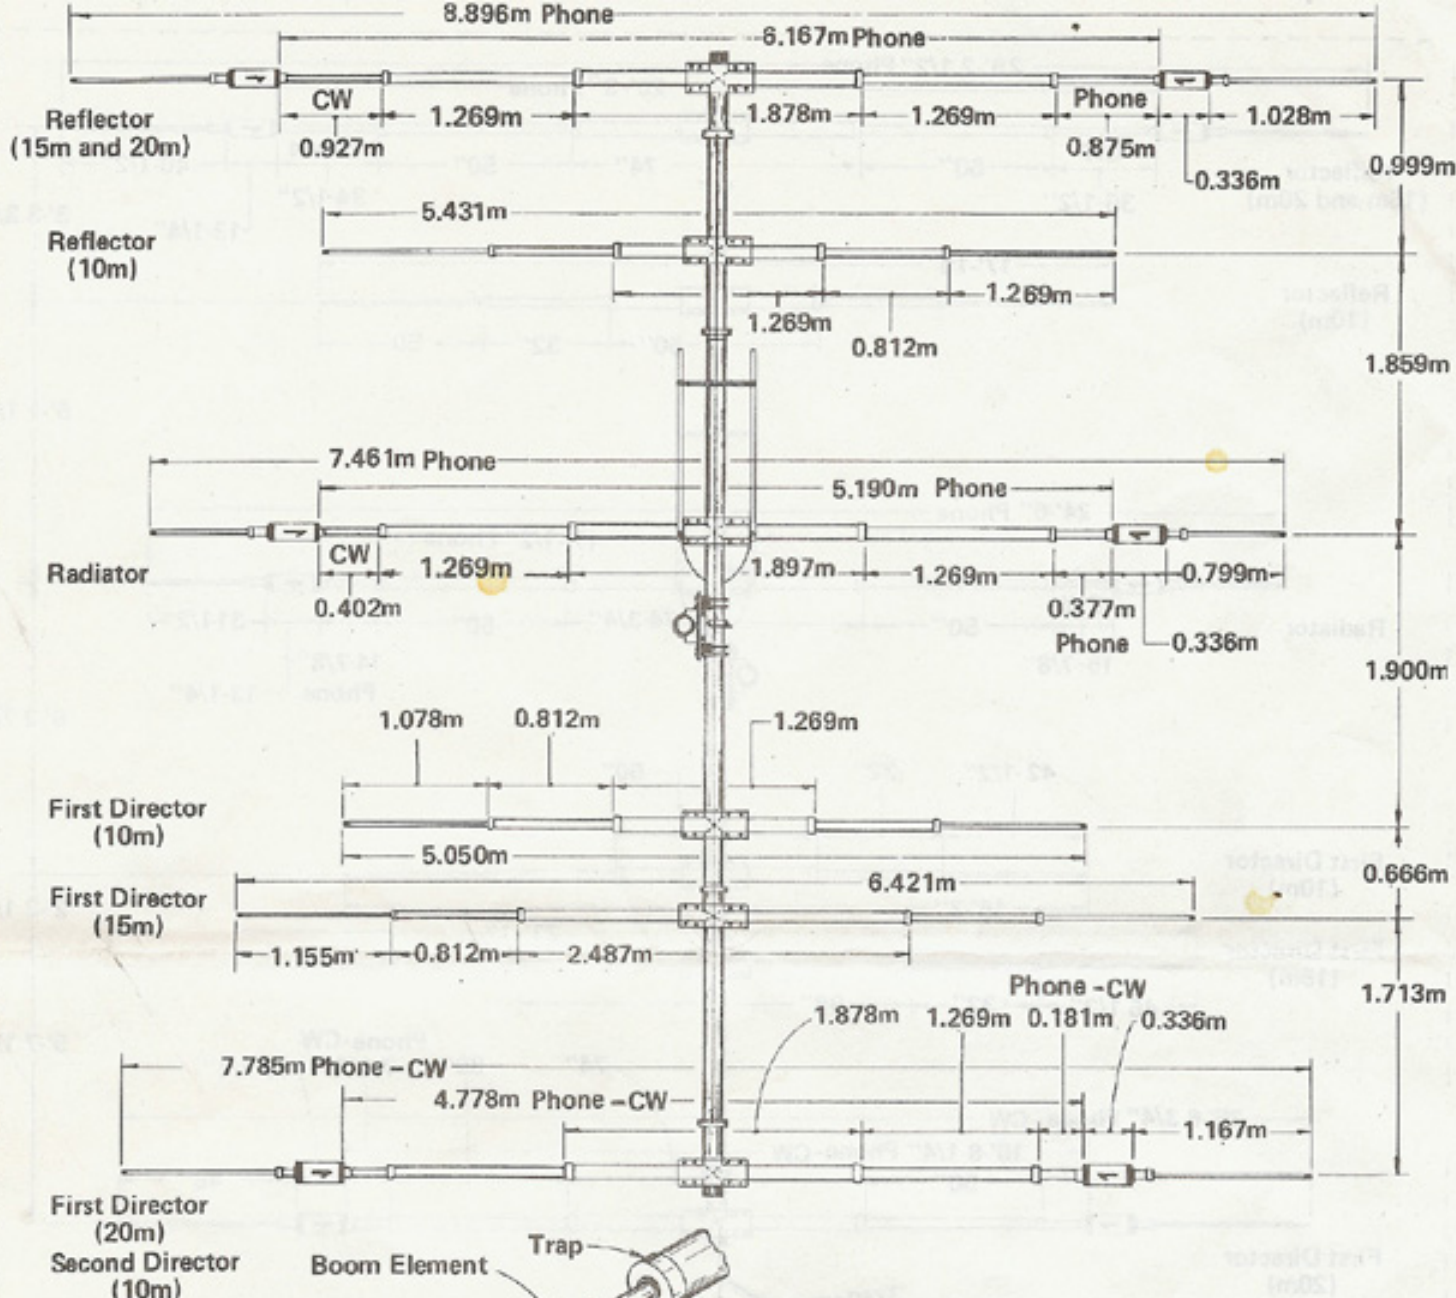 8.896m Phone
6.167m Phone
CW
1.269m
1.878m
1.269m
Phone
1.028m
0.927m
0.875m
0.336m
0.999m
Reflector
(15m and 20m)
5.431m
Reflector
(10m)
1.269m
1.269m
0.812m
1.859m
7.461m Phone
5.190m Phone
CW
1.269m
1.897m
1.269m
0.799m
Radiator
0.402m
0.377m
Phone
0.336m
1.900m
1.078m
0.812m
1.269m
First Director
(10m)
5.050m
0.666m
6.421m
First Director
(15m)
1.155m
0.812m
2.487m
1.713m
Phone - CW
1.878m
1.269m
0.181m
0.336m
7.785m Phone - CW
4.778m Phone - CW
1.167m
First Director
(20m)
Second Director
(10m)
Trap
Boom Element